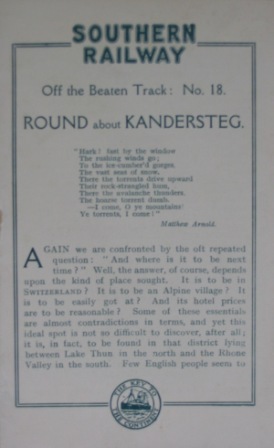 SOUTHERN
RAILWAY
Off the Beaten Track: No. 18.
ROUND about KANDERSTEG.
"Hark! fast by the window
The rushing winds go;
To the ice-cumber'd gorges,
The vast seas of snow.
There the torrents drive upward
Their rock-strangled hum,
There the avalanche thunders,
The hoarse torrent dumb.
—I come, O ye mountains!
Ye torrents, I come!"
Matthew Arnold.
AGAIN we are confronted by the oft repeated
question: "And where is it to be next
time?" Well, the answer, of course, depends
upon the kind of place sought. It is to be in
SWITZERLAND? It is to be an Alpine village? It
is to be easily got at? And its hotel prices
are to be reasonable? Some of these essentials
are almost contradictions in terms, and yet this
ideal spot is not so difficult to discover, after all;
it is, in fact, to be found in that district lying
between Lake Thun in the north and the Rhone
Valley in the south. Few English people seem to
THE KEY TO
THE CONTINENT